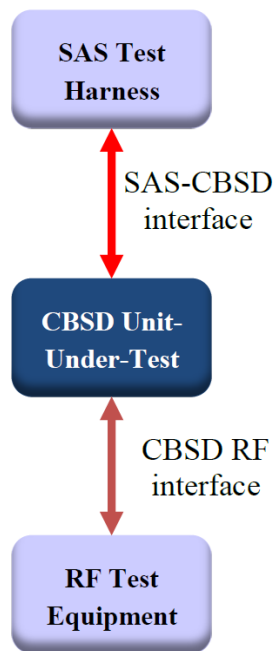 SAS Test
Harness
SAS-CBSD
interface
CBSD Unit-
Under-Test
CBSD RF
interface
RF Test
Equipment